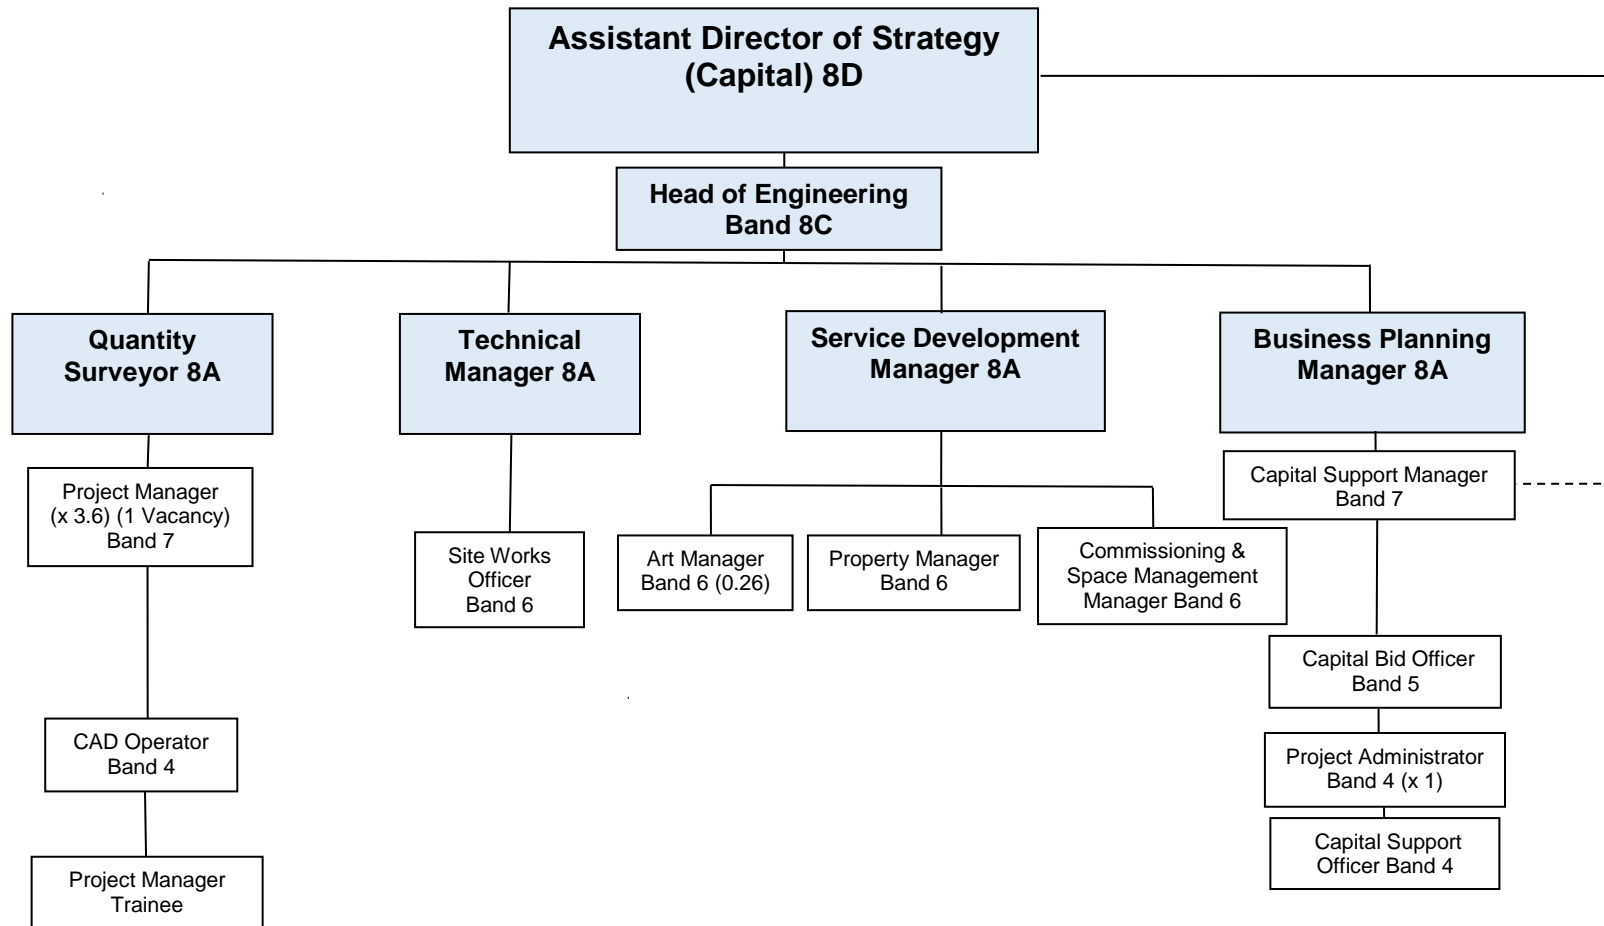 Assistant Director of Strategy
(Capital) 8D
Head of Engineering
Band 8C
Quantity
Surveyor 8A
Technical
Manager 8A
Service Development
Manager 8A
Business Planning
Manager 8A
Project Manager
(x 3.6) (1 Vacancy)
Band 7
Capital Support Manager
Band 7
Site Works
Officer
Band 6
Art Manager
Band 6 (0.26)
Property Manager
Band 6
Commissioning &
Space Management
Manager Band 6
Capital Bid Officer
Band 5
CAD Operator
Band 4
Project Administrator
Band 4 (x 1)
Capital Support
Officer Band 4
Project Manager
Trainee